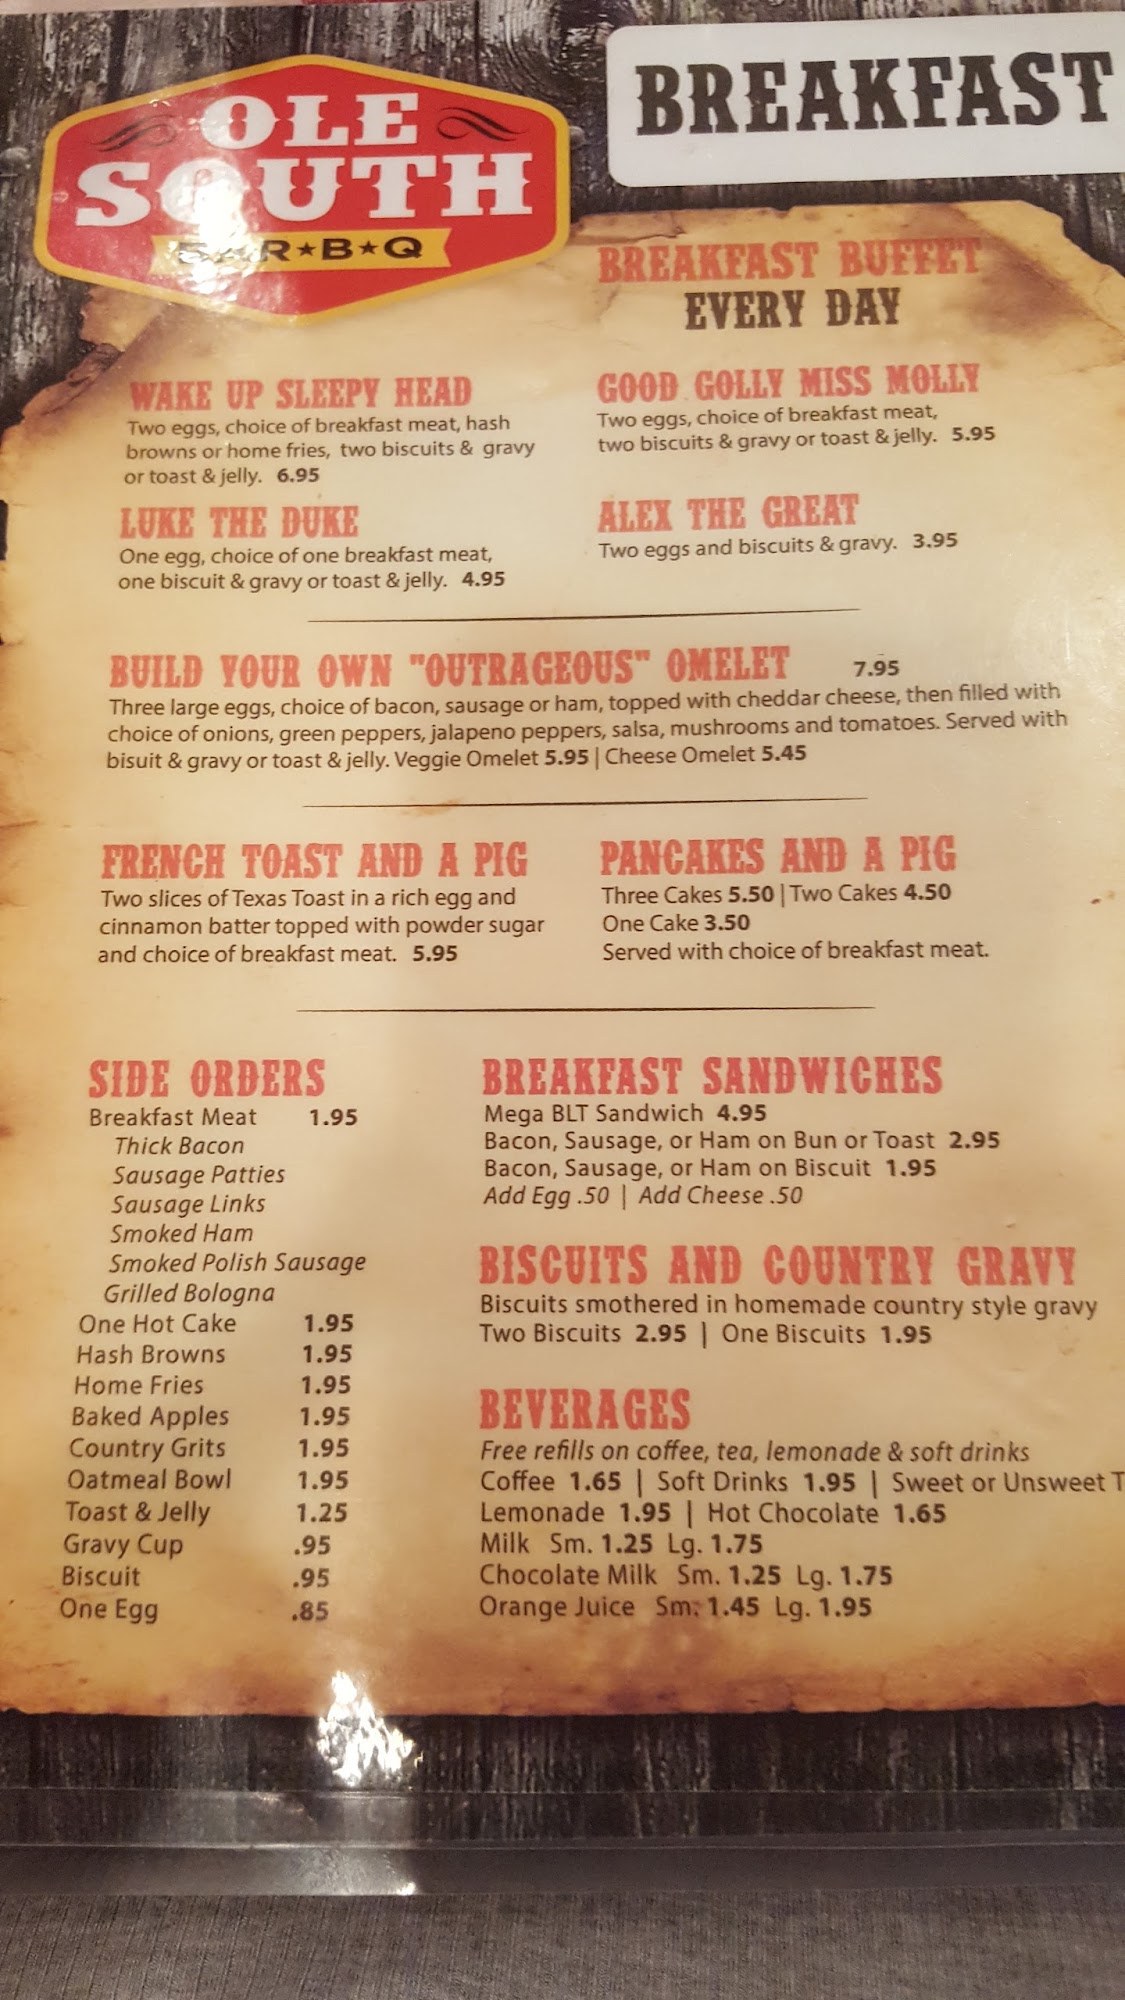 OLE
SOUTH
BAR★B★Q
BREAKFAST
BREAKFAST BUFFET
EVERY DAY
WAKE UP SLEEPY HEAD
Two eggs, choice of breakfast meat, hash
browns or home fries, two biscuits & gravy
or toast & jelly. 6.95
GOOD GOLLY MISS MOLLY
Two eggs, choice of breakfast meat,
two biscuits & gravy or toast & jelly. 5.95
LUKE THE DUKE
One egg, choice of one breakfast meat,
one biscuit & gravy or toast & jelly. 4.95
ALEX THE GREAT
Two eggs and biscuits & gravy. 3.95
BUILD YOUR OWN "OUTRAGEOUS" OMELET 7.95
Three large eggs, choice of bacon, sausage or ham, topped with cheddar cheese, then filled with
choice of onions, green peppers, jalapeno peppers, salsa, mushrooms and tomatoes. Served with
bisuit & gravy or toast & jelly. Veggie Omelet 5.95 | Cheese Omelet 5.45
FRENCH TOAST AND A PIG
Two slices of Texas Toast in a rich egg and
cinnamon batter topped with powder sugar
and choice of breakfast meat. 5.95
PANCAKES AND A PIG
Three Cakes 5.50 | Two Cakes 4.50
One Cake 3.50
Served with choice of breakfast meat.
SIDE ORDERS
Breakfast Meat 1.95
Thick Bacon
Sausage Patties
Sausage Links
Smoked Ham
Smoked Polish Sausage
Grilled Bologna
One Hot Cake 1.95
Hash Browns 1.95
Home Fries 1.95
Baked Apples 1.95
Country Grits 1.95
Oatmeal Bowl 1.95
Toast & Jelly 1.25
Gravy Cup .95
Biscuit .95
One Egg .85
BREAKFAST SANDWICHES
Mega BLT Sandwich 4.95
Bacon, Sausage, or Ham on Bun or Toast 2.95
Bacon, Sausage, or Ham on Biscuit 1.95
Add Egg .50 | Add Cheese .50
BISCUITS AND COUNTRY GRAVY
Biscuits smothered in homemade country style gravy
Two Biscuits 2.95 | One Biscuits 1.95
BEVERAGES
Free refills on coffee, tea, lemonade & soft drinks
Coffee 1.65 | Soft Drinks 1.95 | Sweet or Unsweet T
Lemonade 1.95 | Hot Chocolate 1.65
Milk Sm. 1.25 Lg. 1.75
Chocolate Milk Sm. 1.25 Lg. 1.75
Orange Juice Sm. 1.45 Lg. 1.95